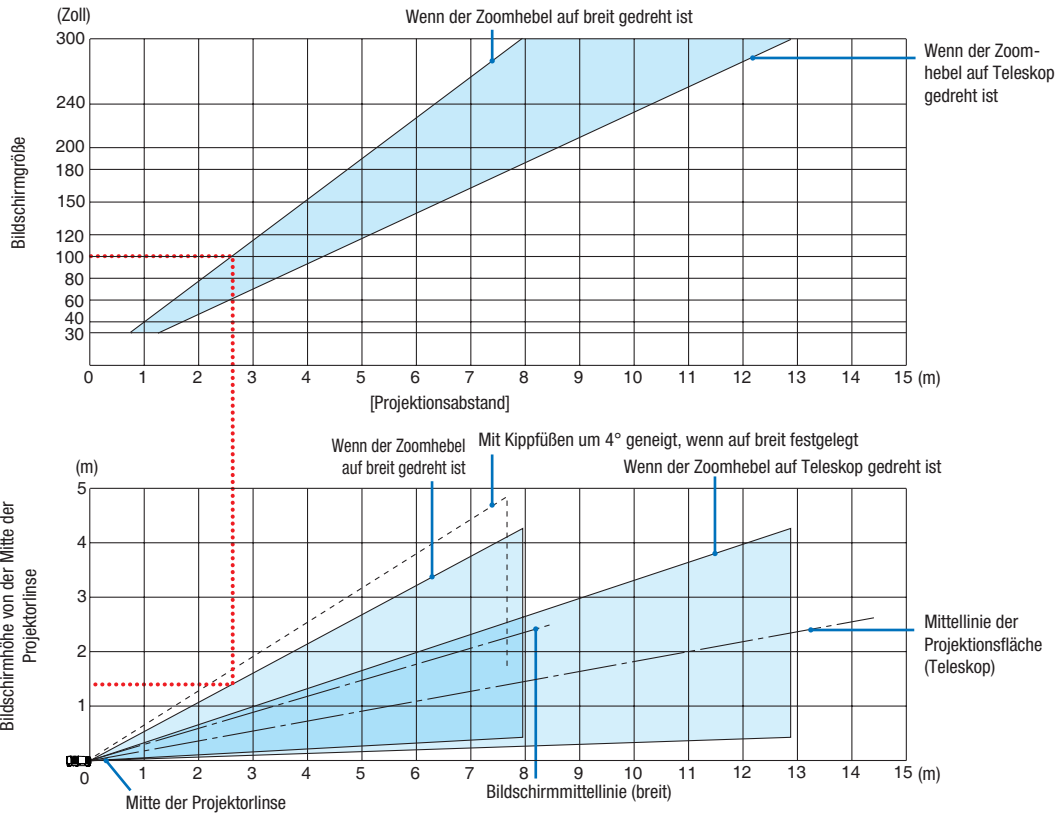 (Zoll)
Wenn der Zoomhebel auf breit gedreht ist
300
240
200
180
150
120
100
80
60
40
30
Bildschirmgröße
Wenn der Zoom-
hebel auf Teleskop
gedreht ist
0 1 2 3 4 5 6 7 8 9 10 11 12 13 14 15 (m)
[Projektionsabstand]
Wenn der Zoomhebel
auf breit gedreht ist
Mit Kippfüßen um 4° geneigt, wenn auf breit festgelegt
Wenn der Zoomhebel auf Teleskop gedreht ist
(m)
5
4
3
2
1
Bildschirmhöhe von der Mitte der
Projektorlinse
Mittellinie der
Projektionsfläche
(Teleskop)
0 1 2 3 4 5 6 7 8 9 10 11 12 13 14 15 (m)
Mitte der Projektorlinse
Bildschirmmittellinie (breit)